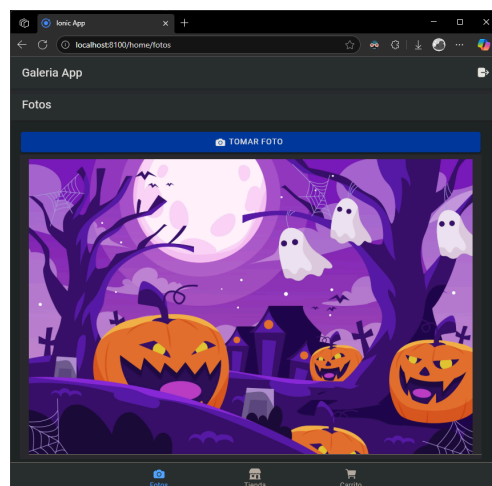 Ionic App
localhost:8100/home/fotos
Galeria App
Fotos
TOMAR FOTO
Fotos
Tienda
Carrito